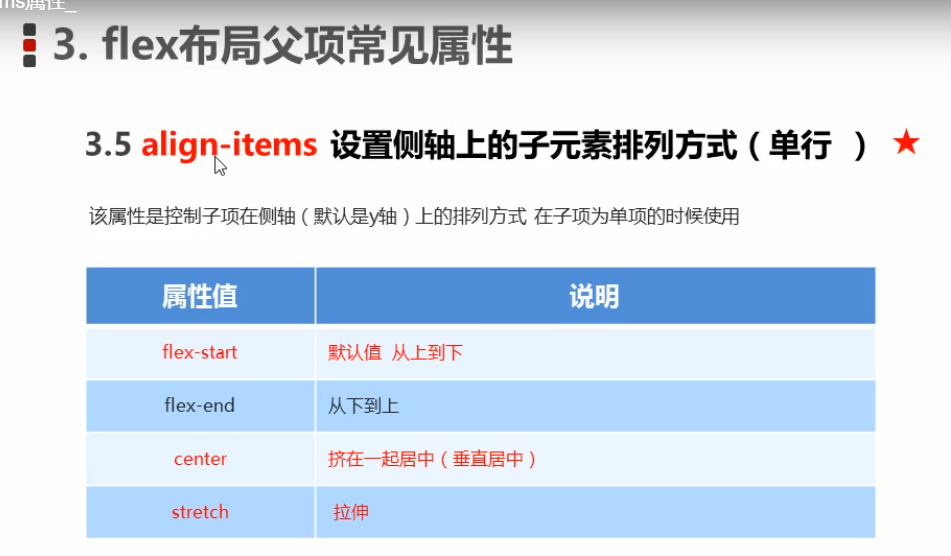 ms属性_
3. flex布局父项常见属性
3.5 align-items 设置侧轴上的子元素排列方式（单行 ）
该属性是控制子项在侧轴（默认是y轴）上的排列方式 在子项为单项的时候使用
属性值 说明
flex-start 默认值 从上到下
flex-end 从下到上
center 挤在一起居中（垂直居中）
stretch 拉伸